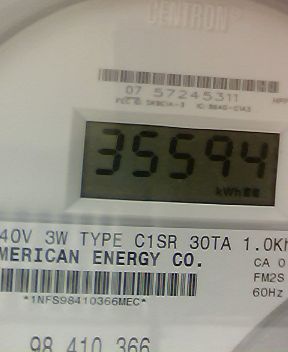 CENTRON
07 57245311
35594
kWh
40V 3W TYPE C1SR 30TA 1.0Kh
MERICAN ENERGY CO.
CA 0
FM2S
60Hz
*1NFS98410366MEC*
98 410 366